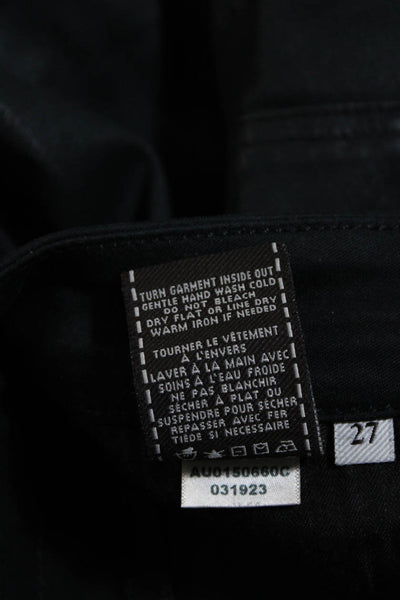 TURN GARMENT INSIDE OUT
GENTLE HAND WASH COLD
DO NOT BLEACH
DRY FLAT OR LINE DRY
WARM IRON IF NEEDED
TOURNER LE VÊTEMENT
À L'ENVERS
LAVER À LA MAIN AVEC
SOINS À L'EAU FROIDE
NE PAS BLANCHIR
SÉCHER À PLAT OU
SUSPENDRE POUR SÉCHER
REPASSER AVEC FER
TIÈDE SI NECESSAIRE
27
AU0150660C
031923